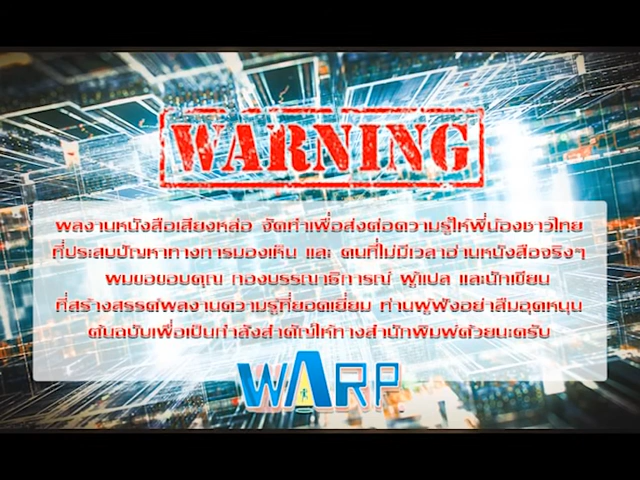 WARNING
ผลงานหนังสือเสียงหล่อ จัดทำเพื่อส่งต่อความรู้ให้พี่น้องชาวไทย
ที่ประสบปัญหาทางการมองเห็น และ คนที่ไม่มีเวลาอ่านหนังสือจริงๆ
ผมขอขอบคุณ กองบรรณาธิการณ์ ผู้แปล และนักเขียน
ที่สร้างสรรค์ผลงานความรู้ที่ยอดเยี่ยม ท่านผู้ฟังอย่าลืมอุดหนุน
ต้นฉบับเพื่อเป็นกำลังสำคัญให้ทางสำนักพิมพ์ด้วยนะครับ
WARP